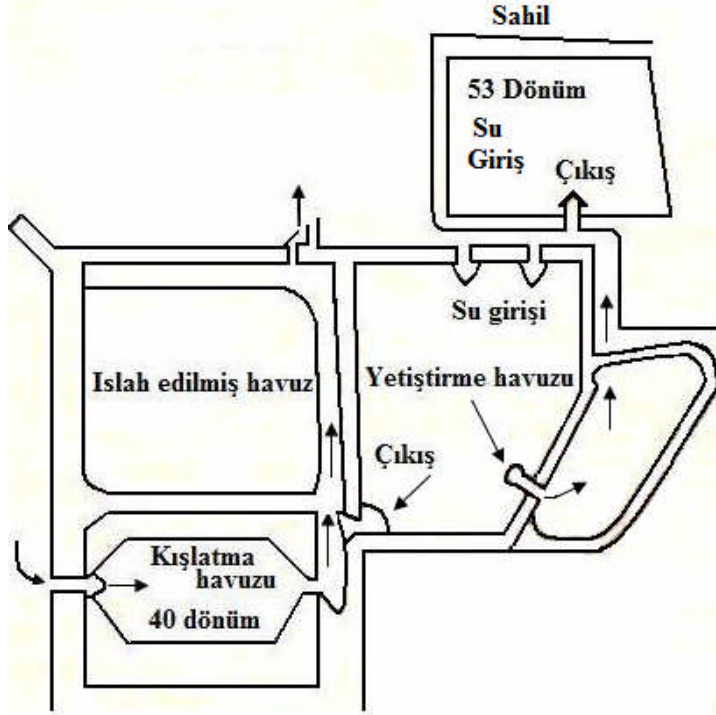 Sahil
53 Dönüm
Su
Giriş
Çıkış
Su girişi
Islah edilmiş havuz
Yetiştirme havuzu
Çıkış
Kışlatma
havuzu
40 dönüm